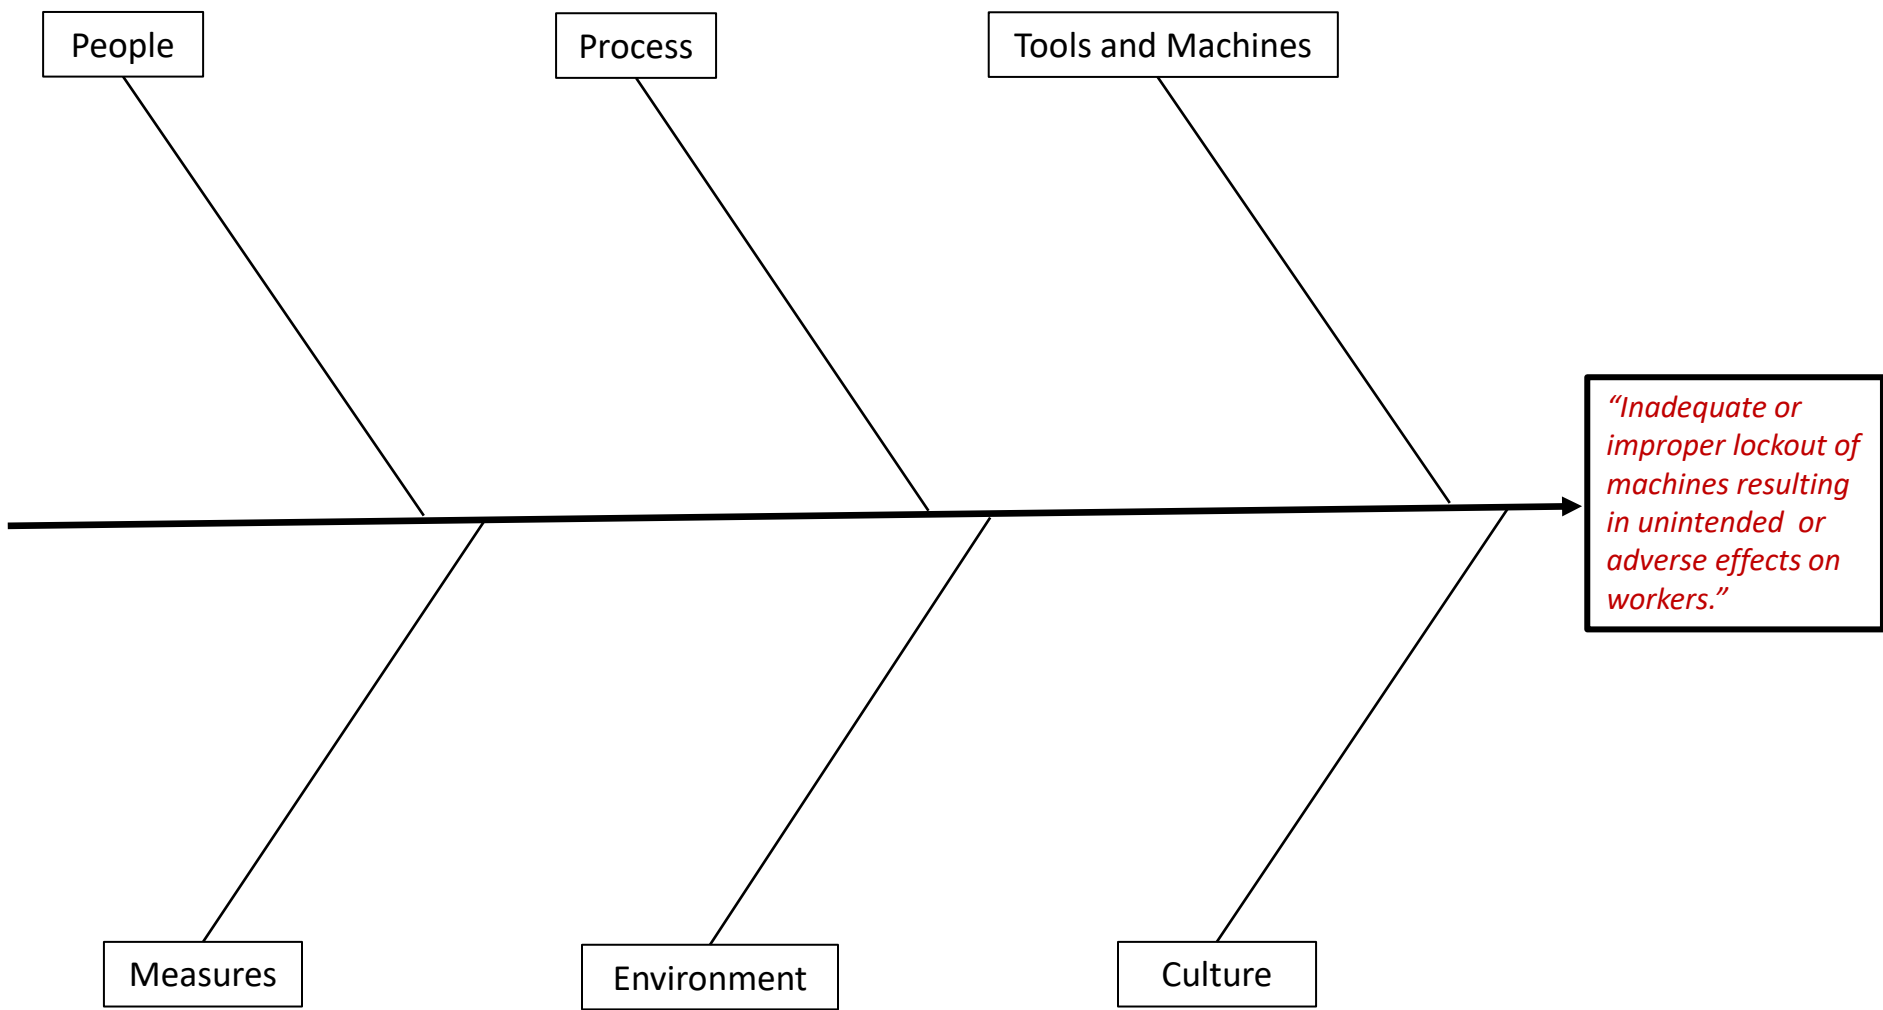 People
Process
Tools and Machines
“Inadequate or
improper lockout of
machines resulting
in unintended  or
adverse effects on
workers.”
Measures
Environment
Culture